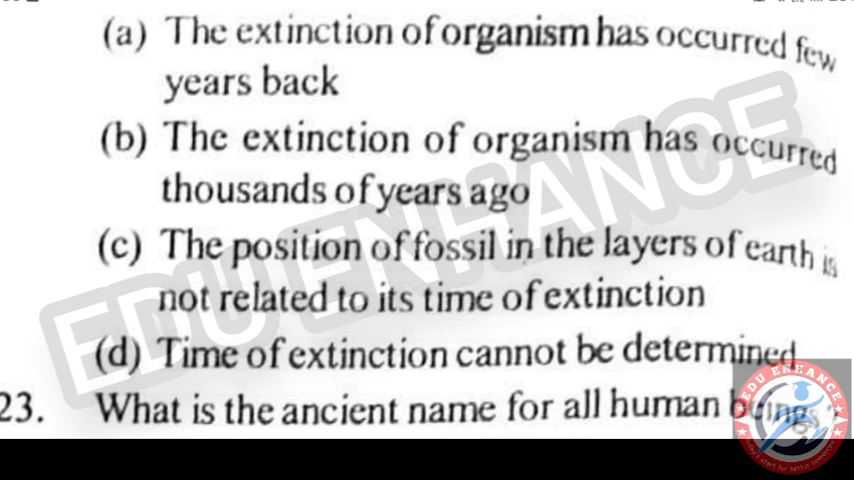 (a) The extinction of organism has occurred few
years back
(b) The extinction of organism has occurred
thousands of years ago
(c) The position of fossil in the layers of earth is
not related to its time of extinction
(d) Time of extinction cannot be determined
23. What is the ancient name for all human beings?
EDU ENHANCE
EDU ENHANCE